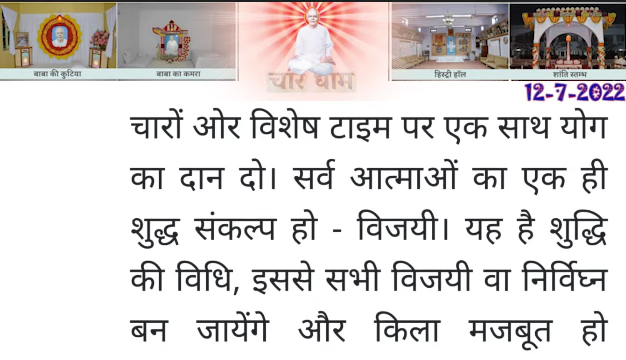 बाबा की कुटिया
बाबा का कमरा
चार धाम
हिस्ट्री हॉल
शांति स्तम्भ
12-7-2022
चारों ओर विशेष टाइम पर एक साथ योग
का दान दो। सर्व आत्माओं का एक ही
शुद्ध संकल्प हो - विजयी। यह है शुद्धि
की विधि, इससे सभी विजयी वा निर्विघ्न
बन जायेंगे और किला मजबूत हो